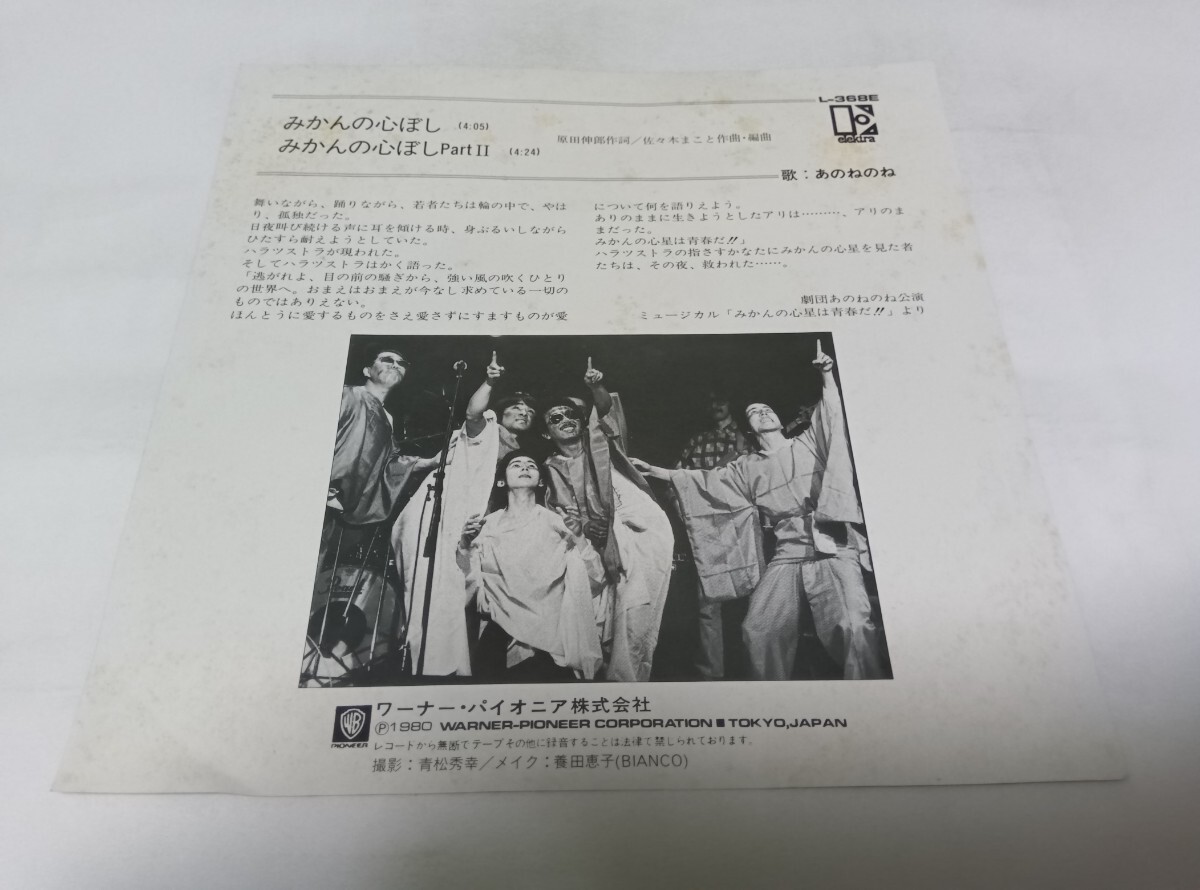 L-368E
elektra
みかんの心ぼし (4:05)
みかんの心ぼしPart II (4:24)
原田伸郎作詞／佐々木まこと作曲・編曲
歌：あのねのね
舞いながら、踊りながら、若者たちは輪の中で、やは
り、孤独だった。
日夜叫び続ける声に耳を傾ける時、身ぶるいしながら
ひたすら耐えようとしていた。
ハラツストラが現われた。
そしてハラツストラはかく語った。
「逃がれよ、目の前の騒ぎから、強い風の吹くひとり
の世界へ。おまえはおまえが今なし求めている一切の
ものではありえない。
ほんとうに愛するものをさえ愛さずにすますものが愛
について何を語りえよう。
ありのままに生きようとしたアリは………、アリのま
まだった。
みかんの心星は青春だ!!」
ハラツストラの指さすかなたにみかんの心星を見た若
たちは、その夜、救われた……。
劇団あのねのね公演
ミュージカル「みかんの心星は青春だ!!」より
WB
PIONEER
ワーナー・パイオニア株式会社
Ⓟ1980 WARNER-PIONEER CORPORATION ■ TOKYO,JAPAN
レコードから無断でテープその他に録音することは法律で禁じられております。
撮影：青松秀幸／メイク：養田恵子(BIANCO)